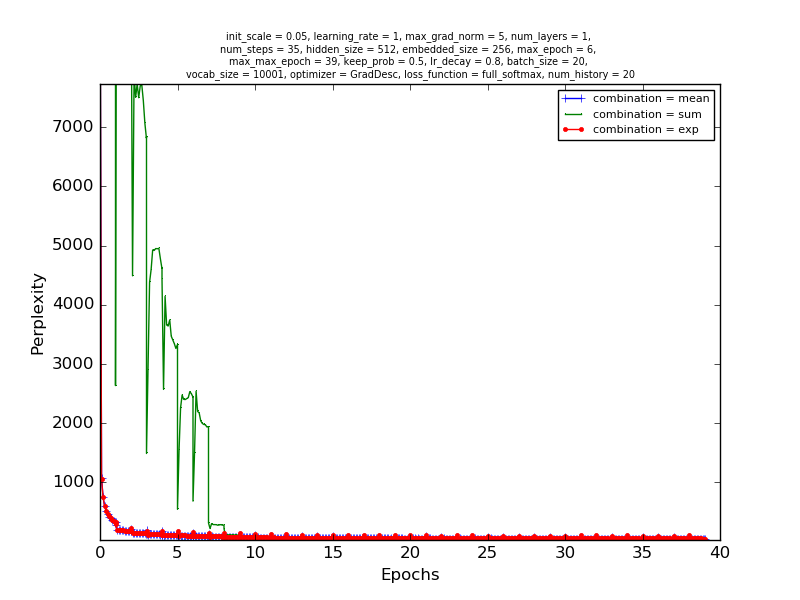 init_scale = 0.05, learning_rate = 1, max_grad_norm = 5, num_layers = 1,
num_steps = 35, hidden_size = 512, embedded_size = 256, max_epoch = 6,
max_max_epoch = 39, keep_prob = 0.5, lr_decay = 0.8, batch_size = 20,
vocab_size = 10001, optimizer = GradDesc, loss_function = full_softmax, num_history = 20
combination = mean
combination = sum
combination = exp
7000
6000
5000
4000
3000
2000
1000
Perplexity
0 5 10 15 20 25 30 35 40
Epochs